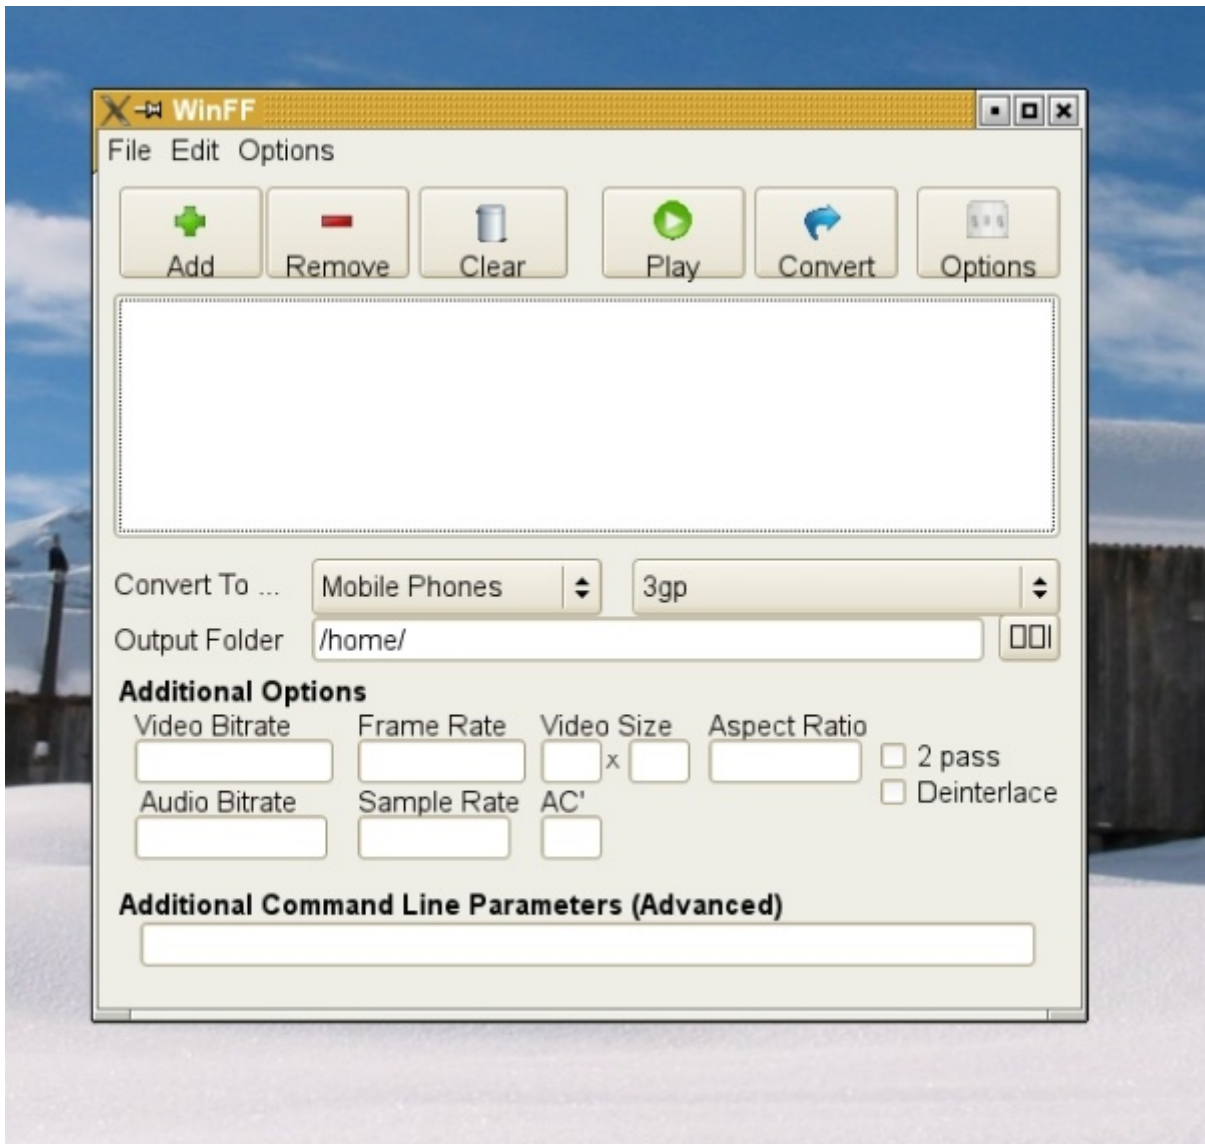 WinFF
File Edit Options
Add Remove Clear Play Convert Options
Convert To ... Mobile Phones 3gp
Output Folder /home/
Additional Options
Video Bitrate Frame Rate Video Size Aspect Ratio
x 2 pass
Audio Bitrate Sample Rate AC' Deinterlace
Additional Command Line Parameters (Advanced)